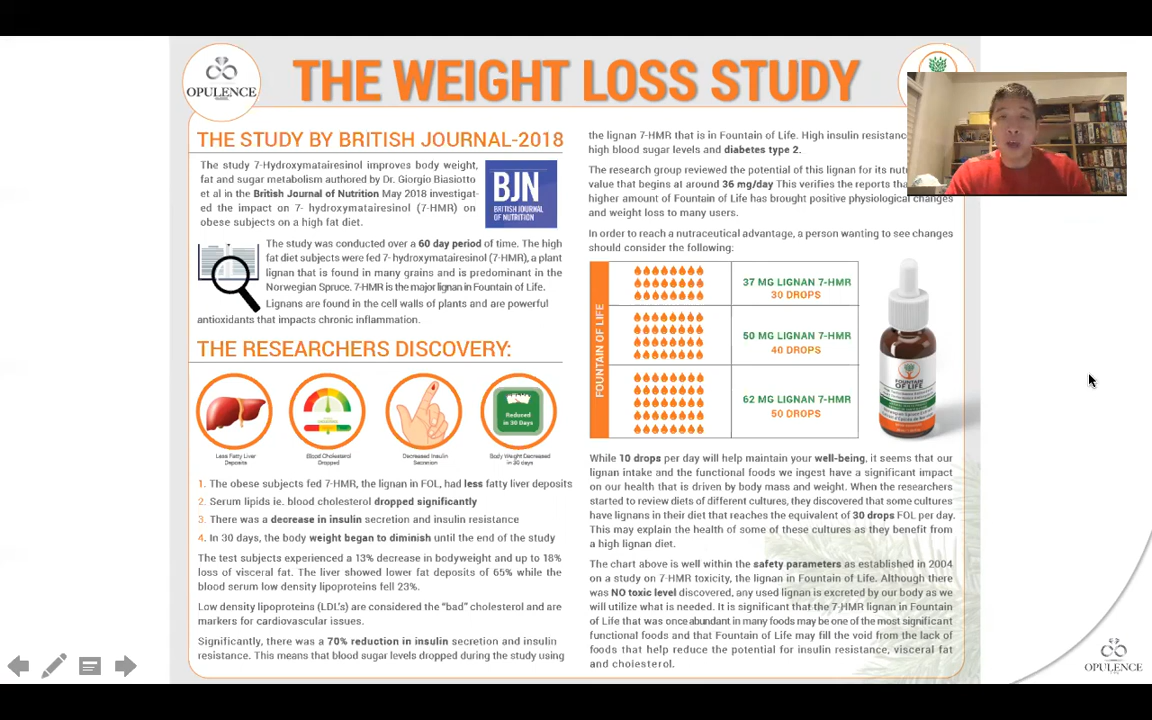 OPULENCE
THE WEIGHT LOSS STUDY
THE STUDY BY BRITISH JOURNAL-2018
The study 7-Hydroxymatairesinol improves body weight,
fat and sugar metabolism authored by Dr. Giorgio Biasiotto
et al in the British Journal of Nutrition May 2018 investigat-
ed the impact on 7- hydroxymatairesinol (7-HMR) on
obese subjects on a high fat diet.
BJN
BRITISH JOURNAL
OF NUTRITION
The study was conducted over a 60 day period of time. The high
fat diet subjects were fed 7- hydroxymatairesinol (7-HMR), a plant
lignan that is found in many grains and is predominant in the
Norwegian Spruce. 7-HMR is the major lignan in Fountain of Life.
Lignans are found in the cell walls of plants and are powerful
antioxidants that impacts chronic inflammation.
THE RESEARCHERS DISCOVERY:
Reduced
in 30 Days
Less Fatty Liver
Deposits
Blood Cholesterol
Dropped
Decreased Insulin
Secretion
Body Weight Decreased
in 30 days
1. The obese subjects fed 7-HMR, the lignan in FOL, had less fatty liver deposits
2. Serum lipids ie. blood cholesterol dropped significantly
3. There was a decrease in insulin secretion and insulin resistance
4. In 30 days, the body weight began to diminish until the end of the study
The test subjects experienced a 13% decrease in bodyweight and up to 18%
loss of visceral fat. The liver showed lower fat deposits of 65% while the
blood serum low density lipoproteins fell 23%.
Low density lipoproteins (LDL's) are considered the "bad" cholesterol and are
markers for cardiovascular issues.
Significantly, there was a 70% reduction in insulin secretion and insulin
resistance. This means that blood sugar levels dropped during the study using
the lignan 7-HMR that is in Fountain of Life. High insulin resistanc
high blood sugar levels and diabetes type 2.
The research group reviewed the potential of this lignan for its nut
value that begins at around 36 mg/day This verifies the reports tha
higher amount of Fountain of Life has brought positive physiological changes
and weight loss to many users.
In order to reach a nutraceutical advantage, a person wanting to see changes
should consider the following:
FOUNTAIN OF LIFE
37 MG LIGNAN 7-HMR
30 DROPS
50 MG LIGNAN 7-HMR
40 DROPS
62 MG LIGNAN 7-HMR
50 DROPS
FOUNTAIN
OF LIFE
While 10 drops per day will help maintain your well-being, it seems that our
lignan intake and the functional foods we ingest have a significant impact
on our health that is driven by body mass and weight. When the researchers
started to review diets of different cultures, they discovered that some cultures
have lignans in their diet that reaches the equivalent of 30 drops FOL per day.
This may explain the health of some of these cultures as they benefit from
a high lignan diet.
The chart above is well within the safety parameters as established in 2004
on a study on 7-HMR toxicity, the lignan in Fountain of Life. Although there
was NO toxic level discovered, any used lignan is excreted by our body as we
will utilize what is needed. It is significant that the 7-HMR lignan in Fountain
of Life that was once abundant in many foods may be one of the most significant
functional foods and that Fountain of Life may fill the void from the lack of
foods that help reduce the potential for insulin resistance, visceral fat
and cholesterol.
OPULENCE